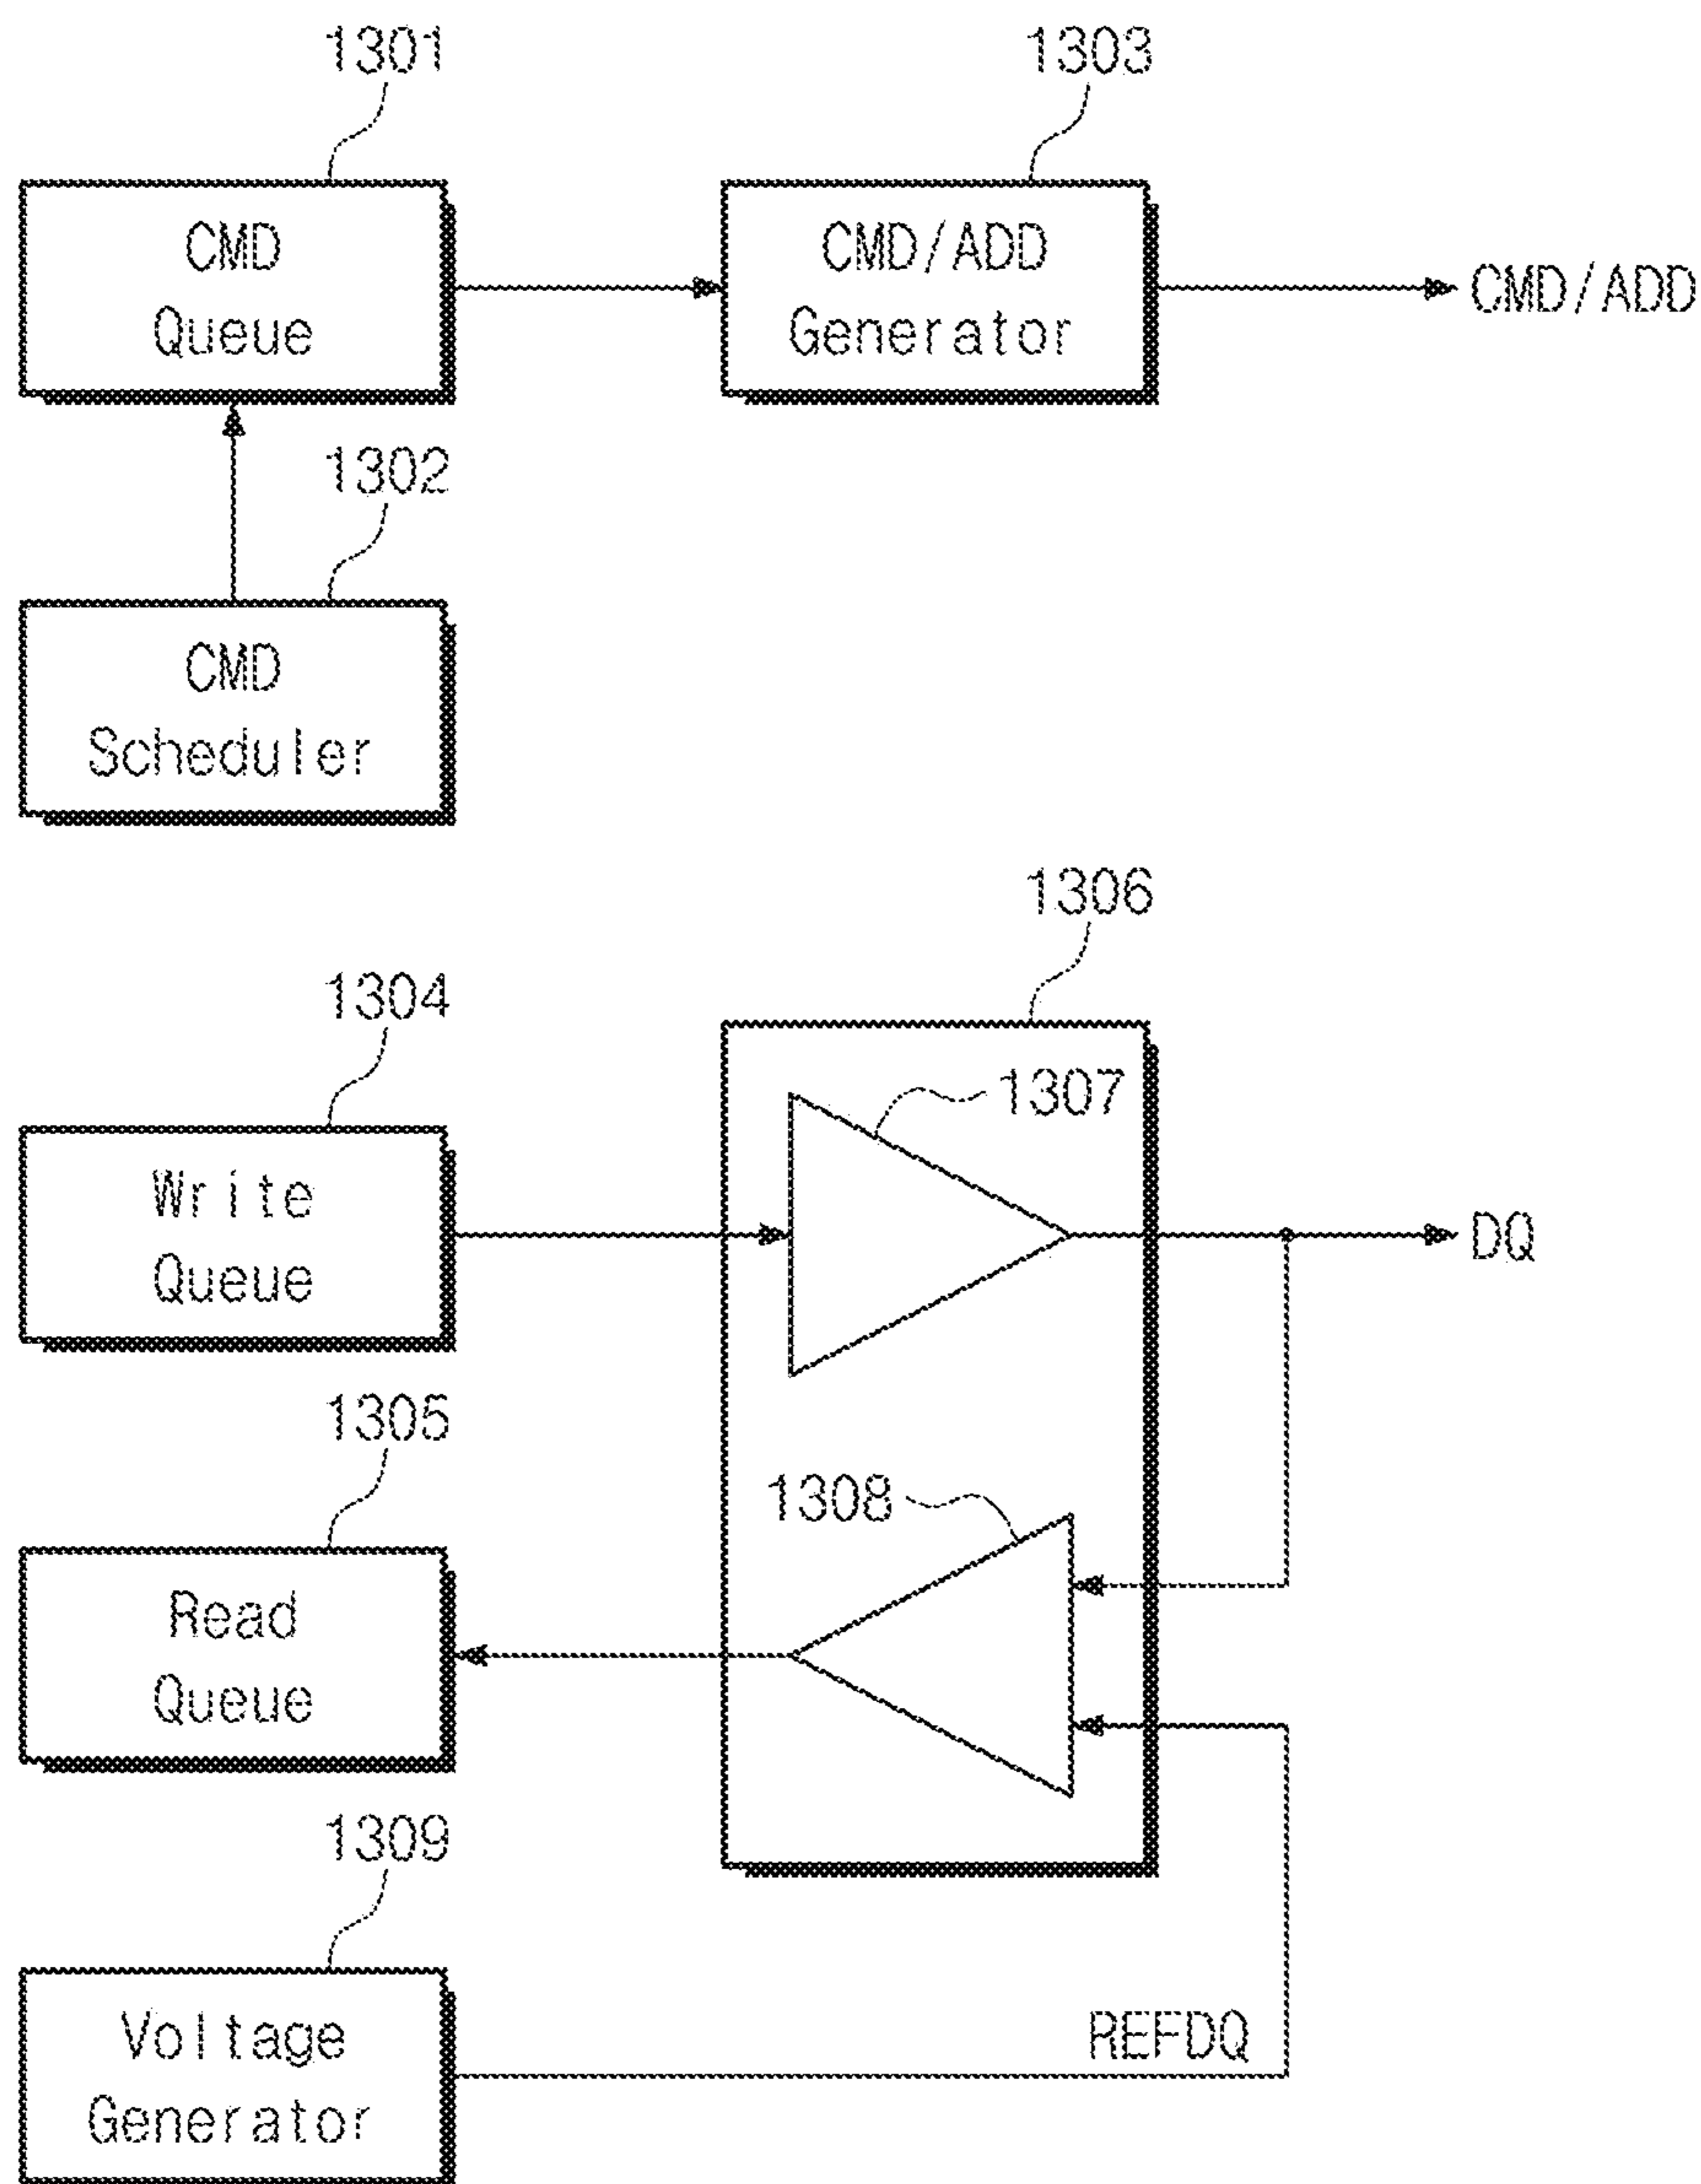 1301
1303
CMD
Queue
CMD/ADD
Generator
CMD/ADD
1302
CMD
Scheduler
1306
1304
1307
Write
Queue
DQ
1305
1308
Read
Queue
1309
Voltage
Generator
REFDQ